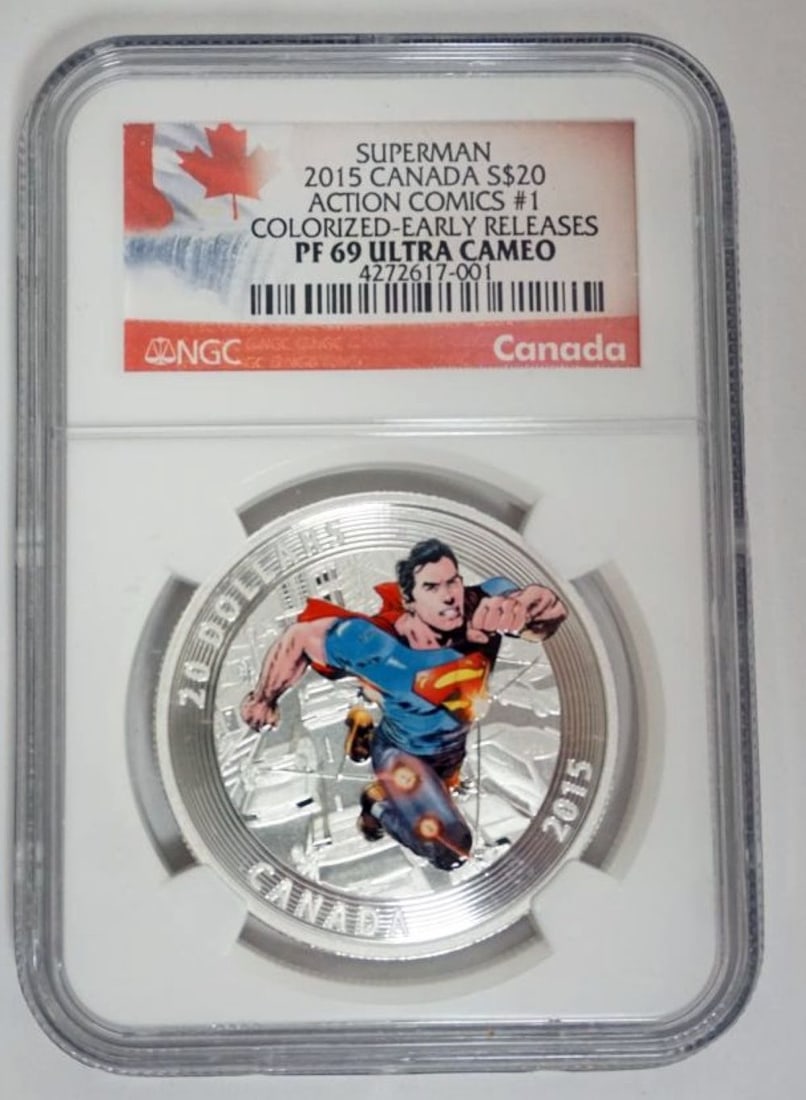 SUPERMAN
2015 CANADA S$20
ACTION COMICS #1
COLORIZED-EARLY RELEASES
PF 69 ULTRA CAMEO
4272617-001
NGC
Canada
20 DOLLARS
CANADA
2015